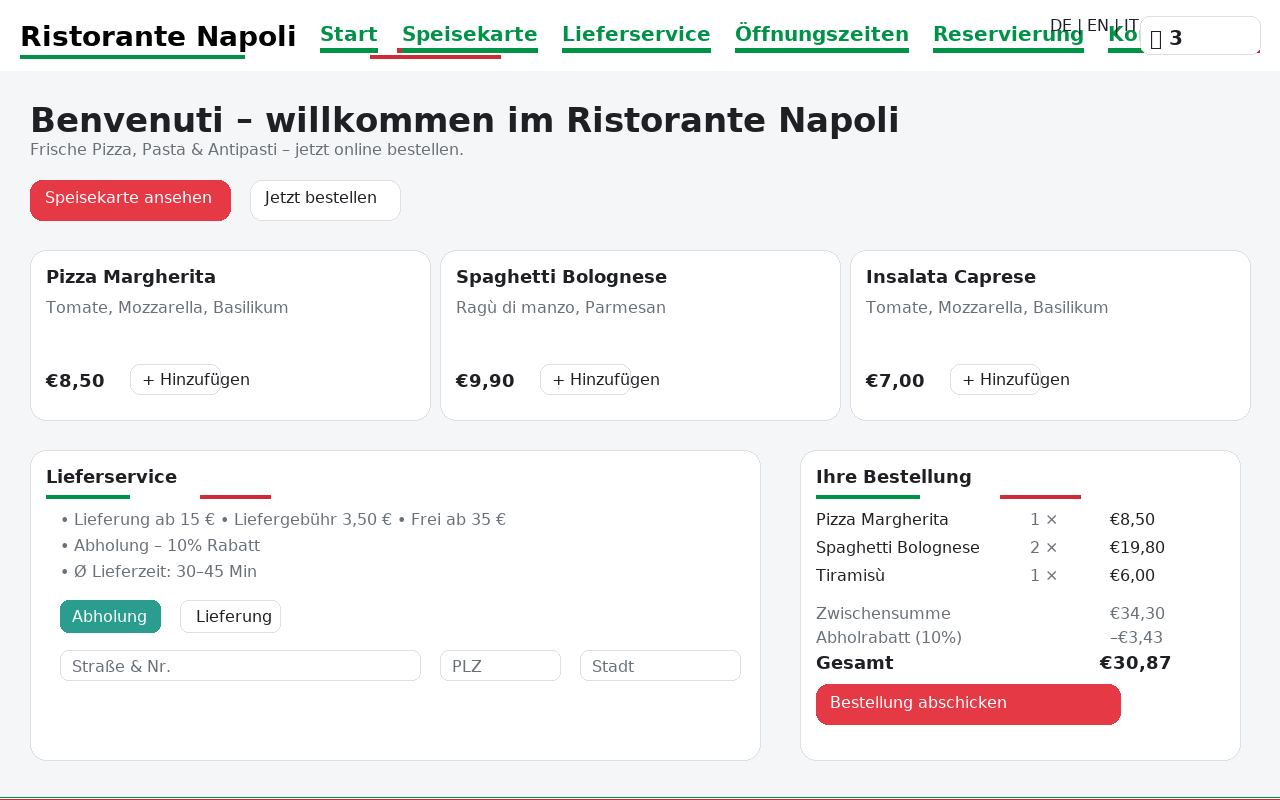 Ristorante Napoli Start Speisekarte Lieferservice Öffnungszeiten Reservierung
DE | EN | IT
3
Benvenuti – willkommen im Ristorante Napoli
Frische Pizza, Pasta & Antipasti – jetzt online bestellen.
Speisekarte ansehen Jetzt bestellen
Pizza Margherita
Tomate, Mozzarella, Basilikum
€8,50 + Hinzufügen
Spaghetti Bolognese
Ragù di manzo, Parmesan
€9,90 + Hinzufügen
Insalata Caprese
Tomate, Mozzarella, Basilikum
€7,00 + Hinzufügen
Lieferservice
• Lieferung ab 15 € • Liefergebühr 3,50 € • Frei ab 35 €
• Abholung – 10% Rabatt
• Ø Lieferzeit: 30–45 Min
Abholung Lieferung
Straße & Nr. PLZ Stadt
Ihre Bestellung
Pizza Margherita 1 × €8,50
Spaghetti Bolognese 2 × €19,80
Tiramisù 1 × €6,00
Zwischensumme €34,30
Abholrabatt (10%) –€3,43
Gesamt €30,87
Bestellung abschicken